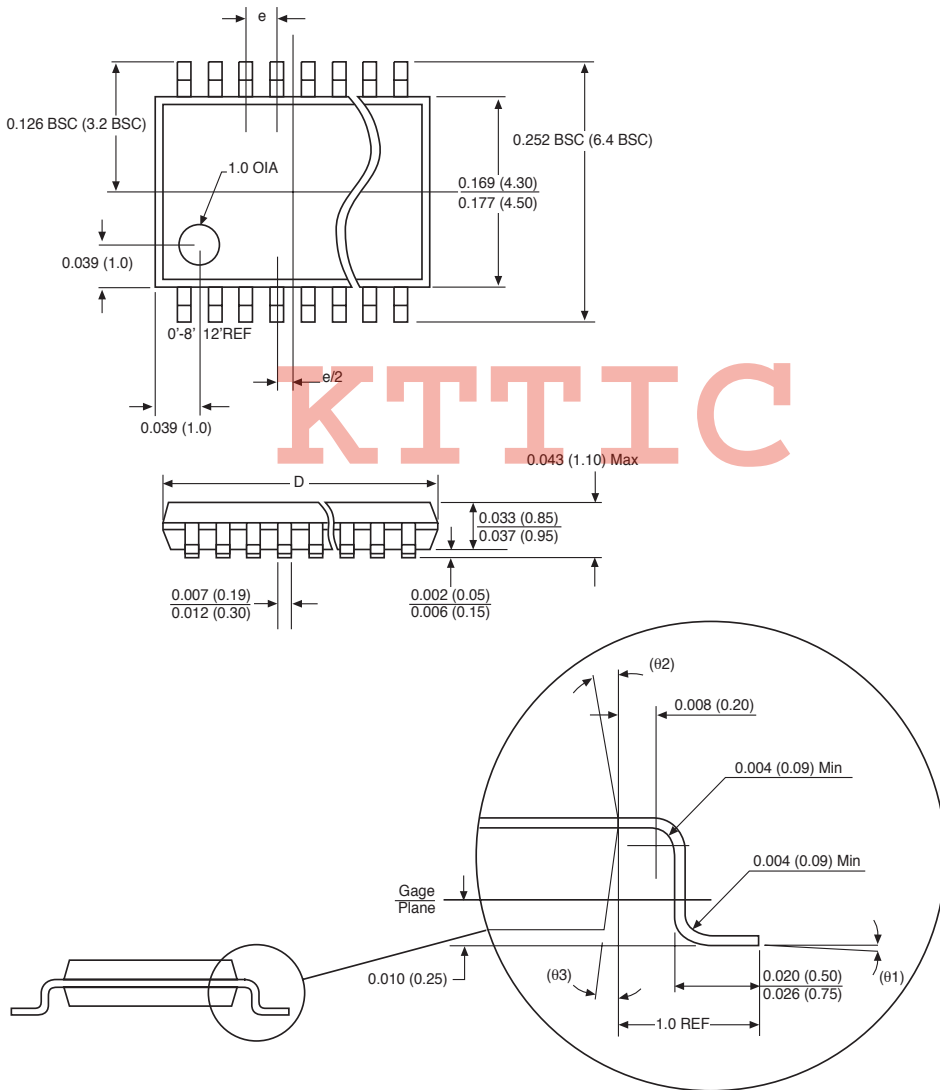 e
0.126 BSC (3.2 BSC)
0.252 BSC (6.4 BSC)
1.0 OIA
0.169 (4.30)
0.177 (4.50)
0.039 (1.0)
0'-8' 12'REF
e/2
KTTIC
0.039 (1.0)
0.043 (1.10) Max
D
0.033 (0.85)
0.037 (0.95)
0.007 (0.19)
0.012 (0.30)
0.002 (0.05)
0.006 (0.15)
(θ2)
0.008 (0.20)
0.004 (0.09) Min
0.004 (0.09) Min
Gage
Plane
0.010 (0.25)
(θ3)
0.020 (0.50)
0.026 (0.75)
(θ1)
1.0 REF